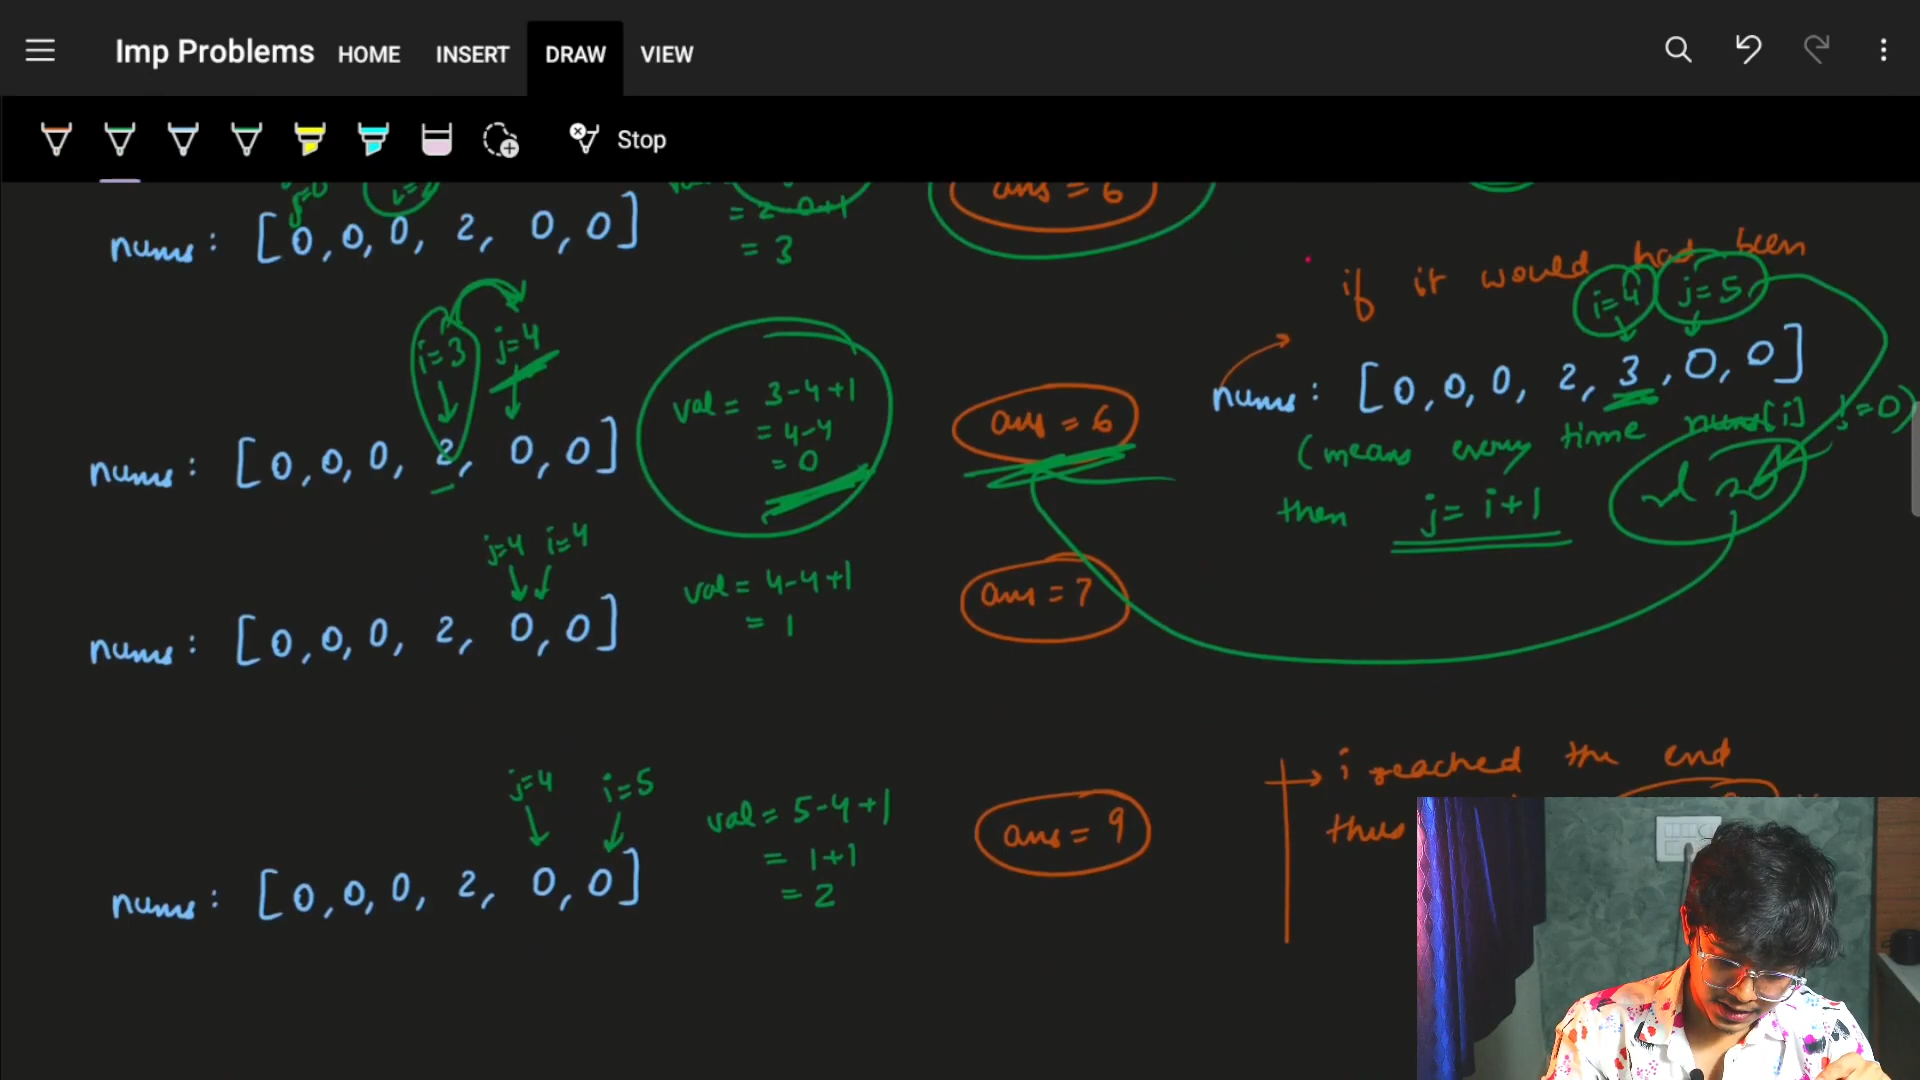 Imp Problems HOME INSERT DRAW VIEW
Stop
j=0 i=2
nums : [0,0,0, 2, 0,0]
= 2-0+1
= 3
ans = 6
if it would had been
i=4 j=5
nums : [0,0,0, 2, 3,0,0]
(means every time nums[i] != 0)
then j = i+1
i=3 j=4
nums : [0,0,0, 2, 0,0]
val = 3-4+1
= 4-4
= 0
ans = 6
j=4 i=4
nums : [0,0,0, 2, 0,0]
val = 4-4+1
= 1
ans = 7
j=4 i=5
nums : [0,0,0, 2, 0,0]
val = 5-4+1
= 1+1
= 2
ans = 9
→ i reached the end
thus